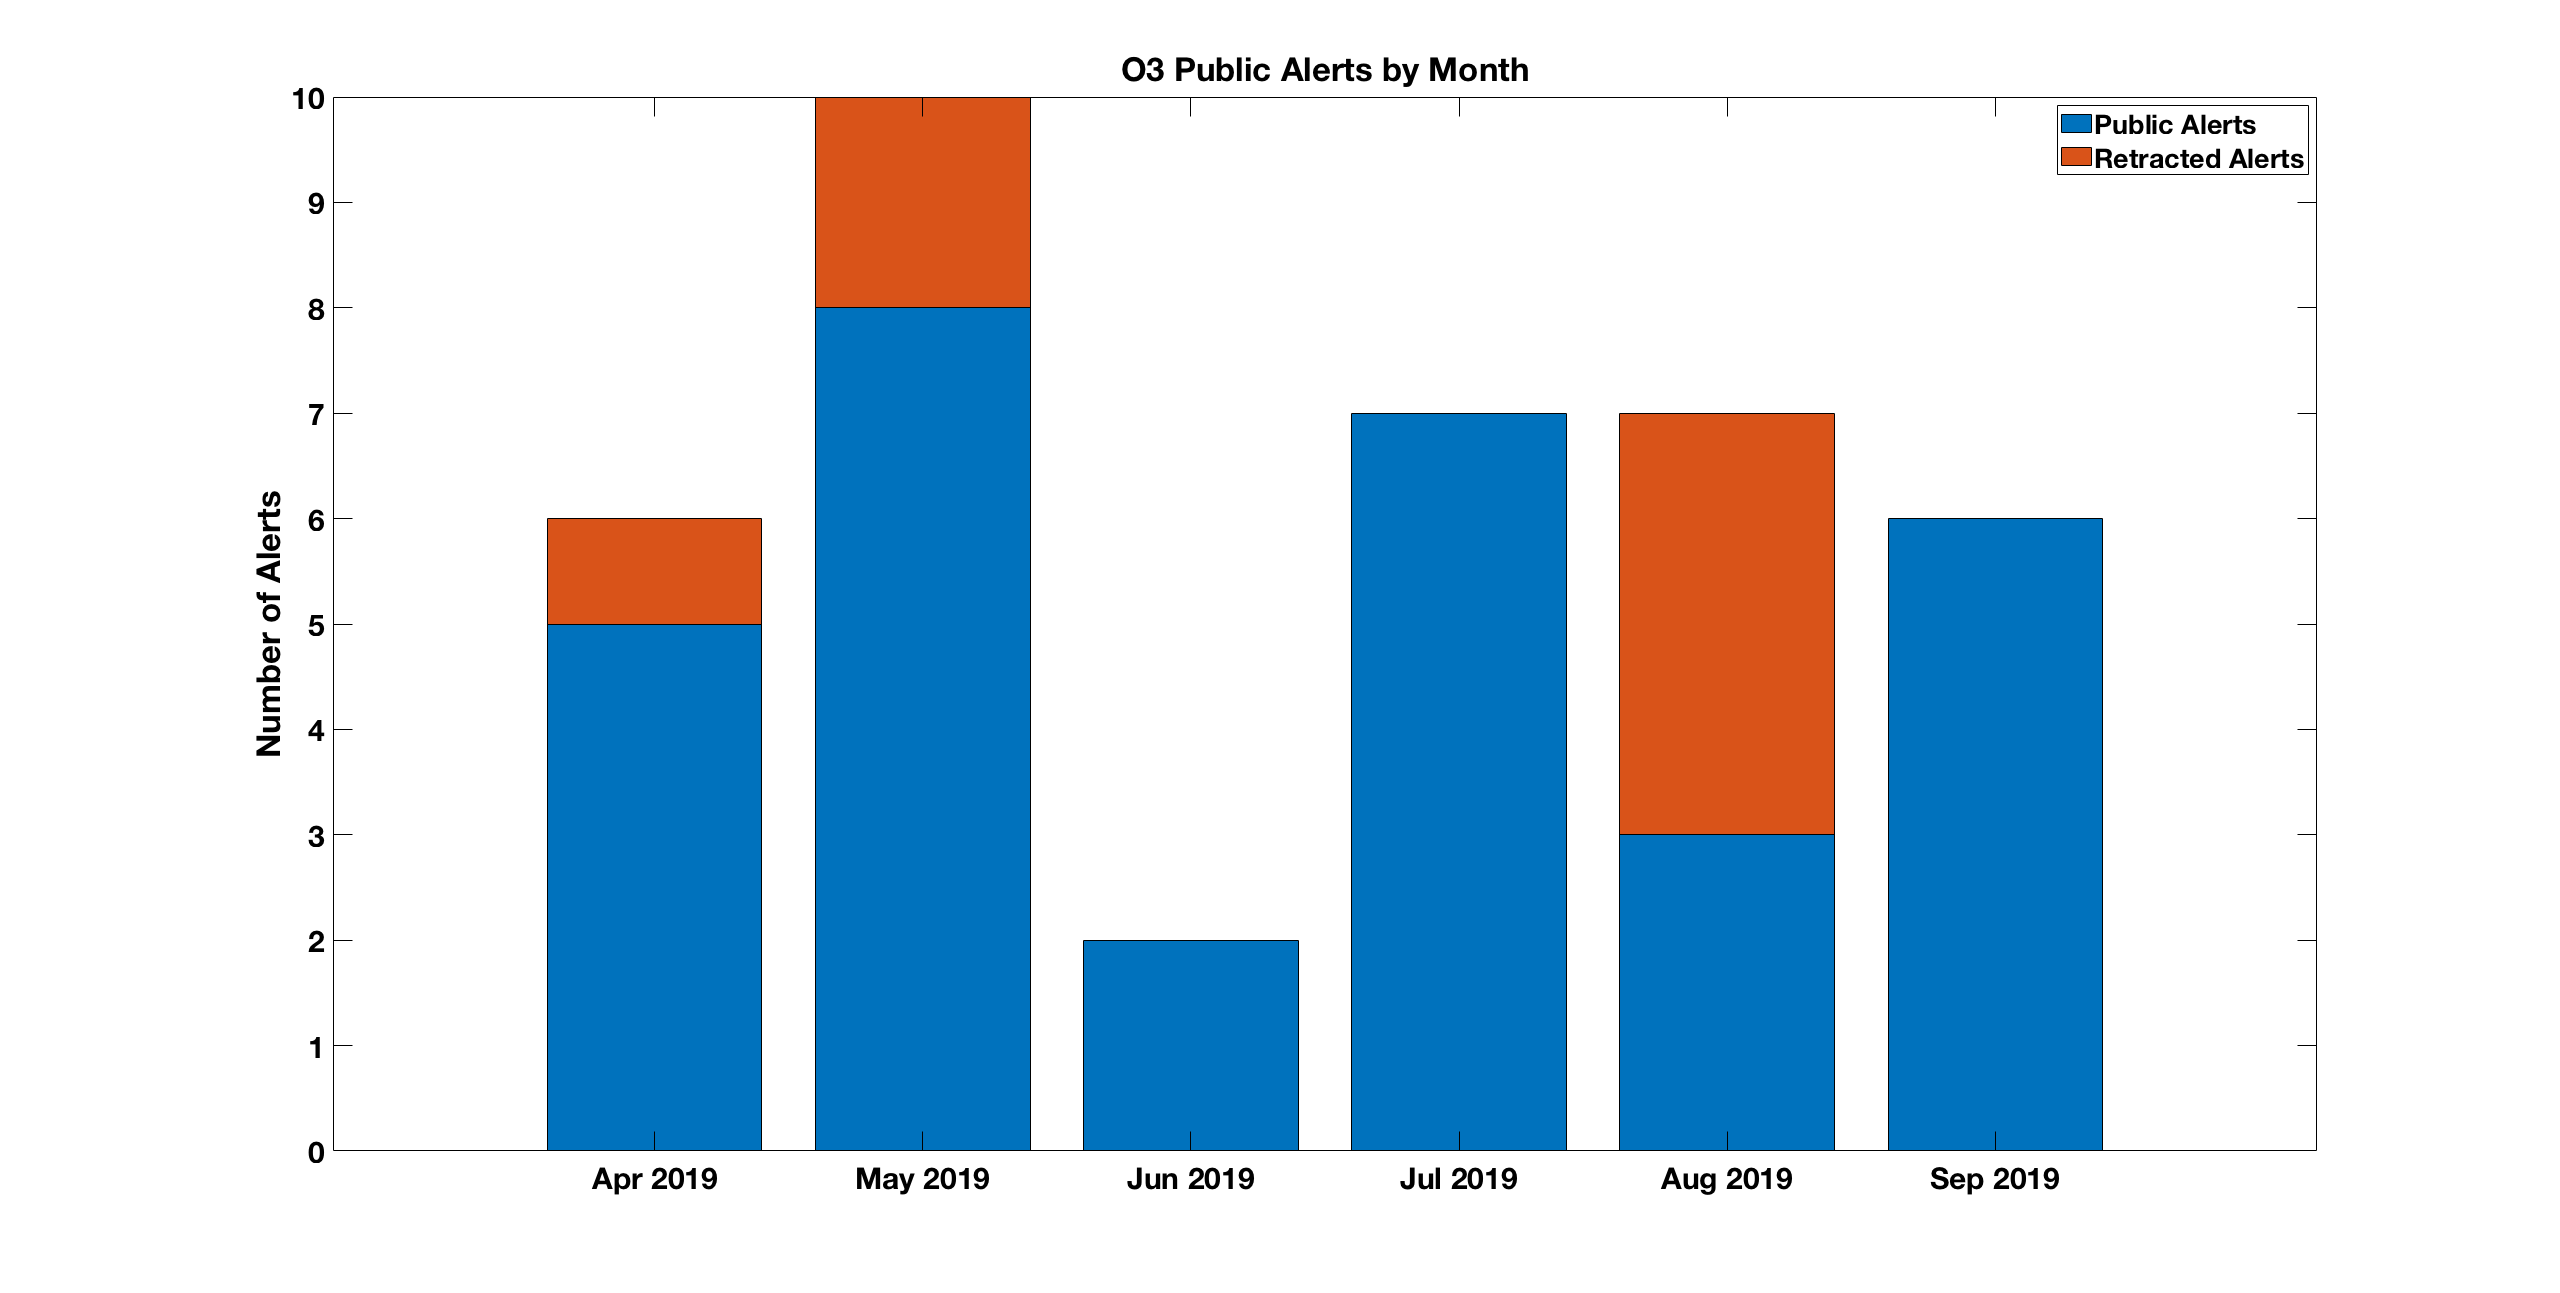 O3 Public Alerts by Month
Public Alerts
Retracted Alerts
Number of Alerts
10
9
8
7
6
5
4
3
2
1
0
Apr 2019
May 2019
Jun 2019
Jul 2019
Aug 2019
Sep 2019